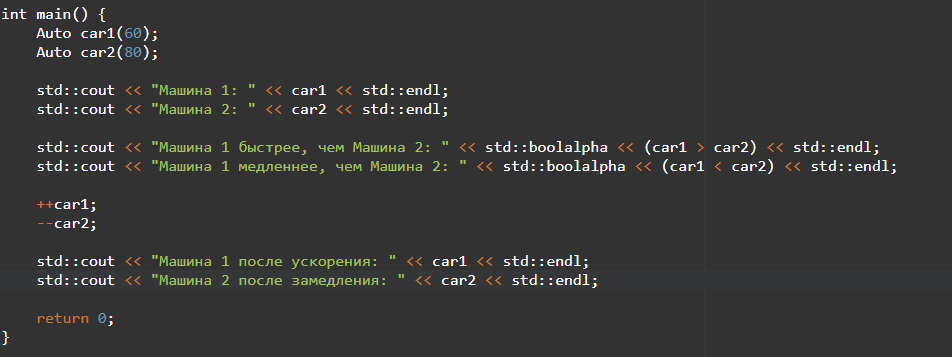 int main() {
    Auto car1(60);
    Auto car2(80);

    std::cout << "Машина 1: " << car1 << std::endl;
    std::cout << "Машина 2: " << car2 << std::endl;

    std::cout << "Машина 1 быстрее, чем Машина 2: " << std::boolalpha << (car1 > car2) << std::endl;
    std::cout << "Машина 1 медленнее, чем Машина 2: " << std::boolalpha << (car1 < car2) << std::endl;

    ++car1;
    --car2;

    std::cout << "Машина 1 после ускорения: " << car1 << std::endl;
    std::cout << "Машина 2 после замедления: " << car2 << std::endl;

    return 0;
}